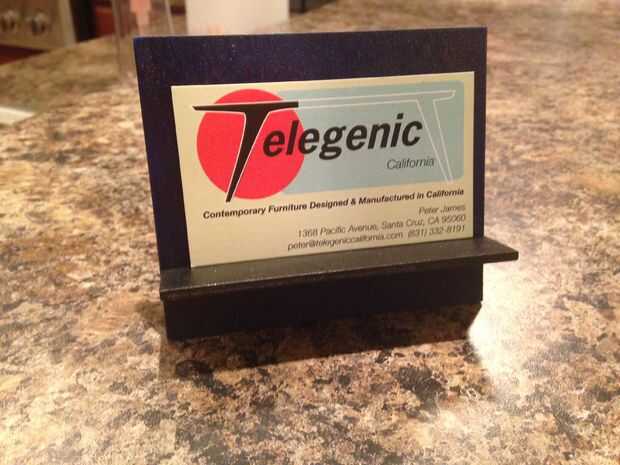 Telegenic
California
Contemporary Furniture Designed & Manufactured in California
Peter James
1368 Pacific Avenue, Santa Cruz, CA 95060
peter@telegeniccalifornia.com (831) 332-8191